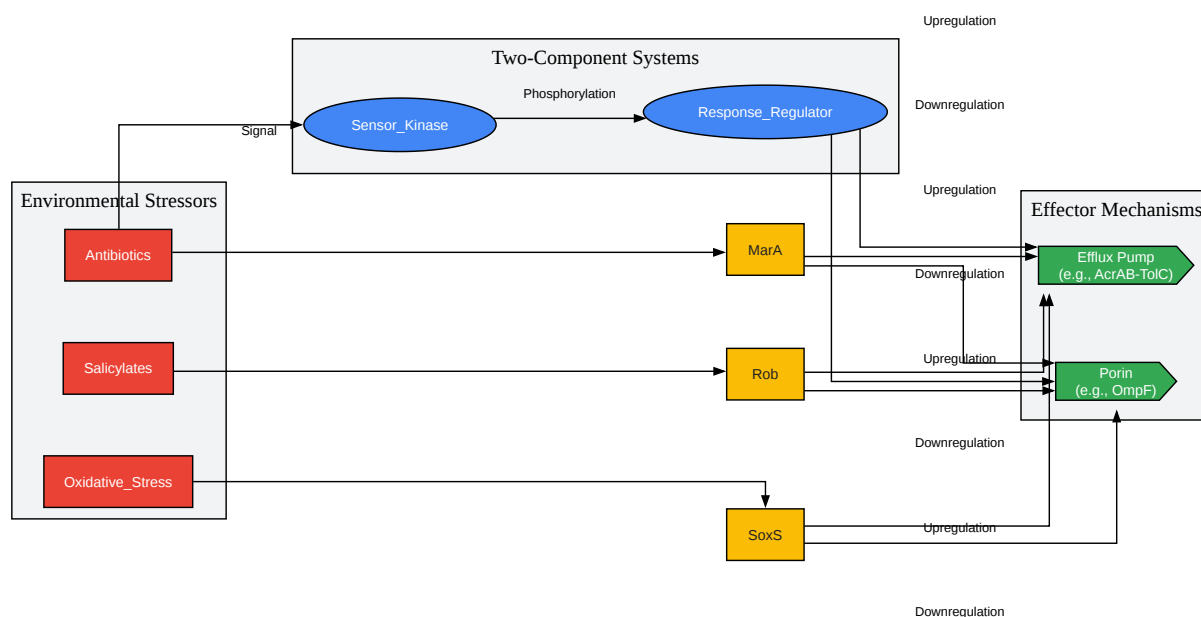 Upregulation
Two-Component Systems
Phosphorylation
Downregulation
Response_Regulator
Sensor_Kinase
Signal
Upregulation
Environmental Stressors
Effector Mechanisms
MarA
Antibiotics
Efflux Pump
(e.g., AcrAB-TolC)
Downregulation
Upregulation
Salicylates
Rob
Porin
(e.g., OmpF)
Downregulation
Oxidative_Stress
Upregulation
SoxS
Downregulation